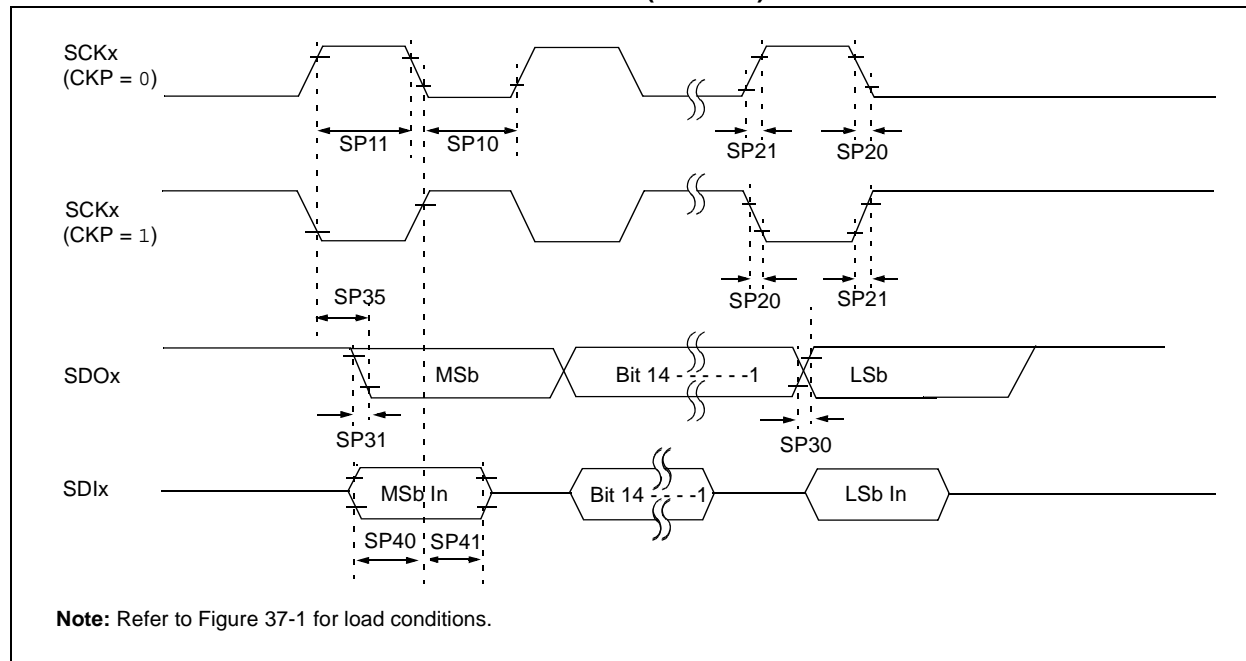 SCKx
(CKP = 0)
SP11
SP10
SP21
SP20
SCKx
(CKP = 1)
SP35
SP20
SP21
SDOx
MSb
Bit 14 - - - - - - -1
LSb
SP31
SP30
SDIx
MSb In
Bit 14 - - - - -1
LSb In
SP40
SP41
Note: Refer to Figure 37-1 for load conditions.